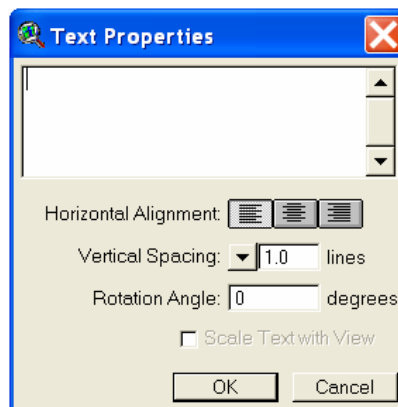 Text Properties
Horizontal Alignment:
Vertical Spacing: 1.0 lines
Rotation Angle: 0 degrees
Scale Text with View
OK Cancel